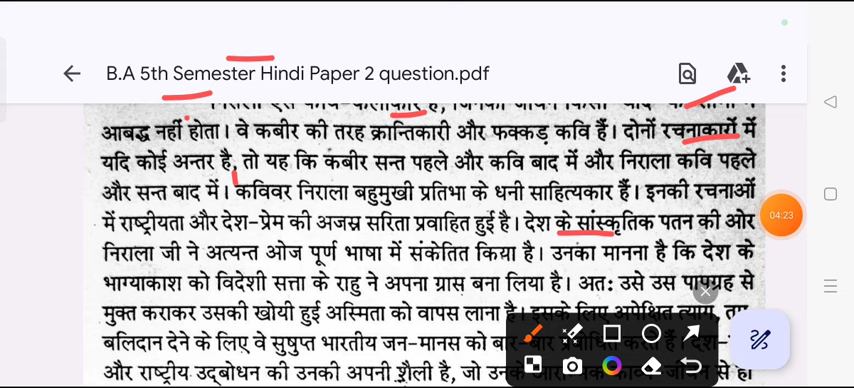 B.A 5th Semester Hindi Paper 2 question.pdf
आबद्ध नहीं होता। वे कबीर की तरह क्रान्तिकारी और फक्कड़ कवि हैं। दोनों रचनाकारों में
यदि कोई अन्तर है, तो यह कि कबीर सन्त पहले और कवि बाद में और निराला कवि पहले
और सन्त बाद में। कविवर निराला बहुमुखी प्रतिभा के धनी साहित्यकार हैं। इनकी रचनाओं
में राष्ट्रीयता और देश-प्रेम की अजस्र सरिता प्रवाहित हुई है। देश के सांस्कृतिक पतन की ओर
04:23
निराला जी ने अत्यन्त ओज पूर्ण भाषा में संकेतित किया है। उनका मानना है कि देश के
भाग्याकाश को विदेशी सत्ता के राहु ने अपना ग्रास बना लिया है। अत: उसे उस पापग्रह से
मुक्त कराकर उसकी खोयी हुई अस्मिता को वापस लाना है। इसके लिए अपेक्षित त्याग, तप
बलिदान देने के लिए वे सुषुप्त भारतीय जन-मानस को
और राष्ट्रीय उद्बोधन की उनकी अपनी शैली है, जो